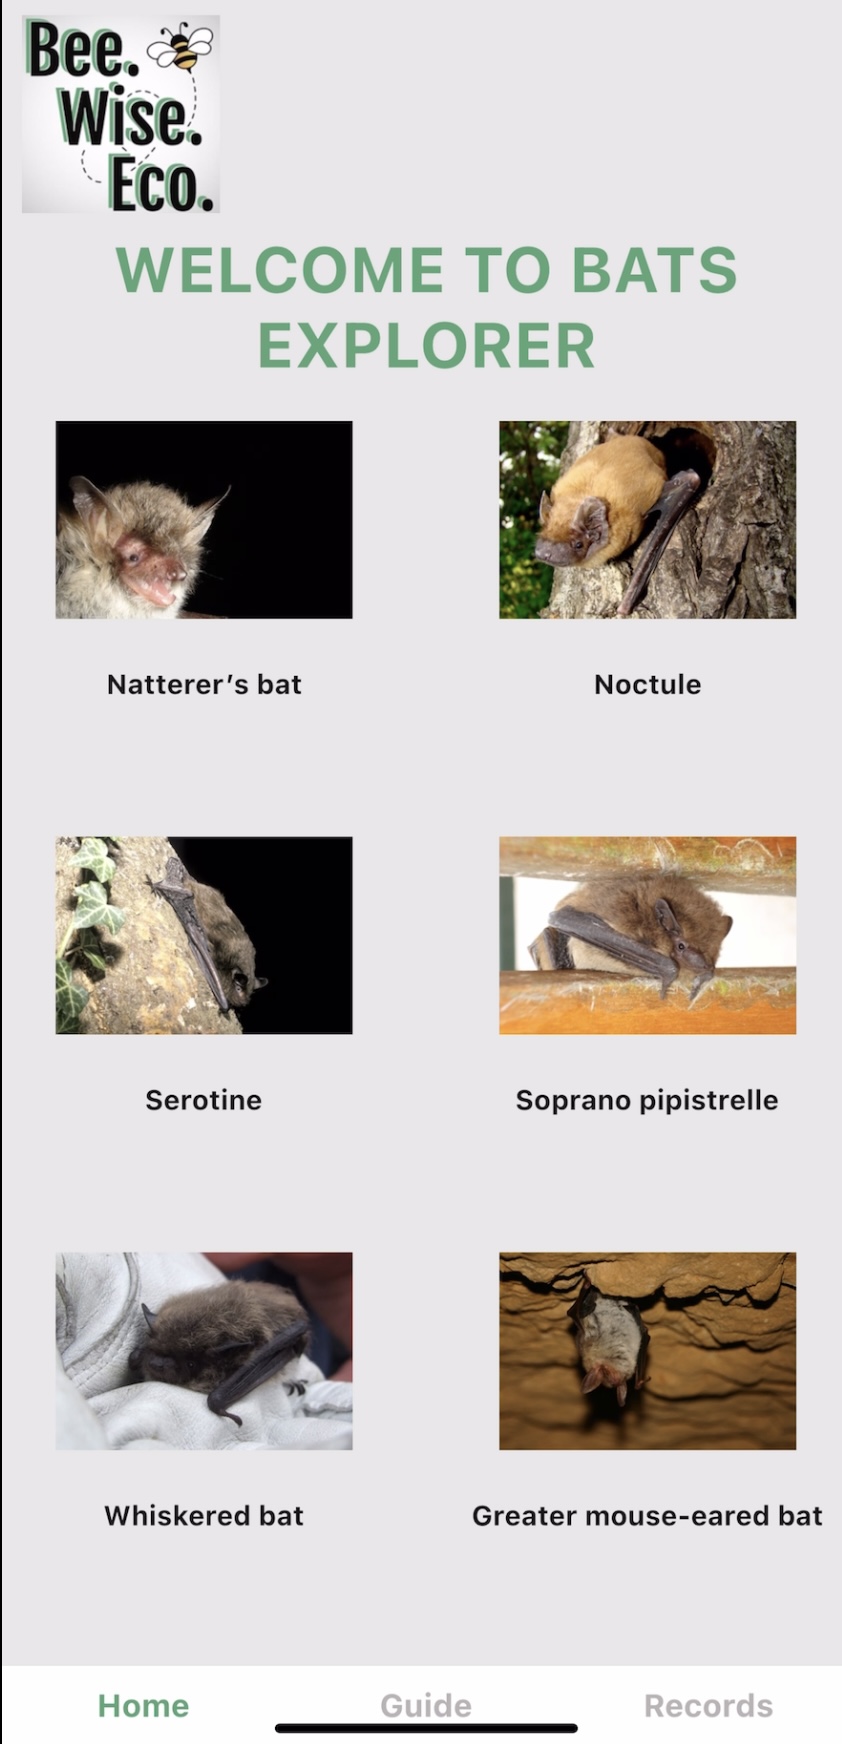 Bee.
Wise.
Eco.
WELCOME TO BATS
EXPLORER
Natterer’s bat
Noctule
Serotine
Soprano pipistrelle
Whiskered bat
Greater mouse-eared bat
Home
Guide
Records